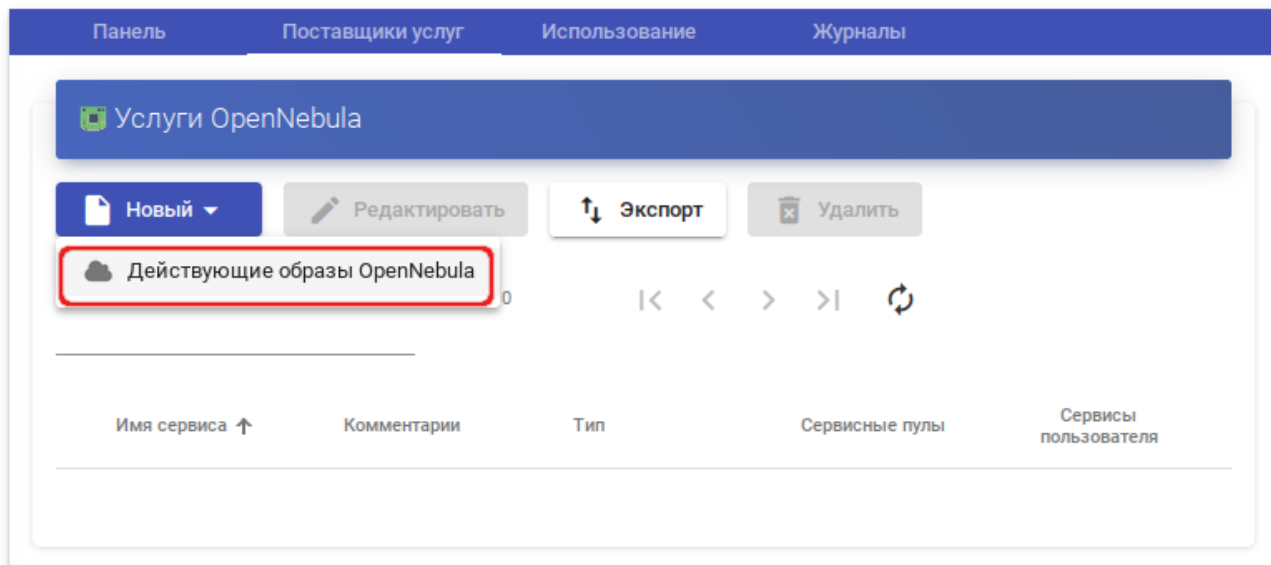 Панель Поставщики услуг Использование Журналы
Услуги OpenNebula
Новый Редактировать Экспорт Удалить
Действующие образы OpenNebula
0
Имя сервиса Комментарии Тип Сервисные пулы Сервисы
пользователя